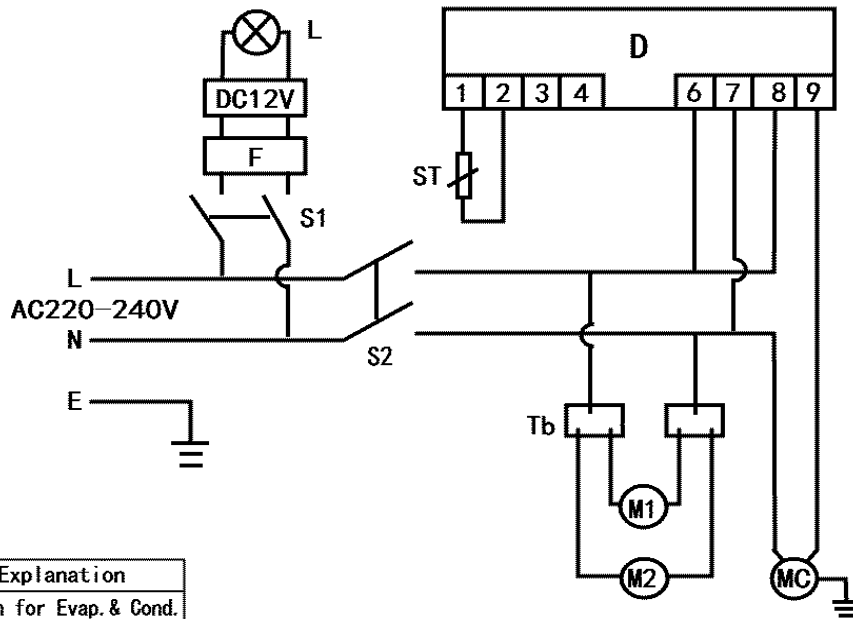 L
D
DC12V
1 2 3 4 6 7 8 9
F
ST
S1
L
AC220-240V
N
S2
E
Tb
M1
M2
MC
Explanation
for Evap.& Cond.